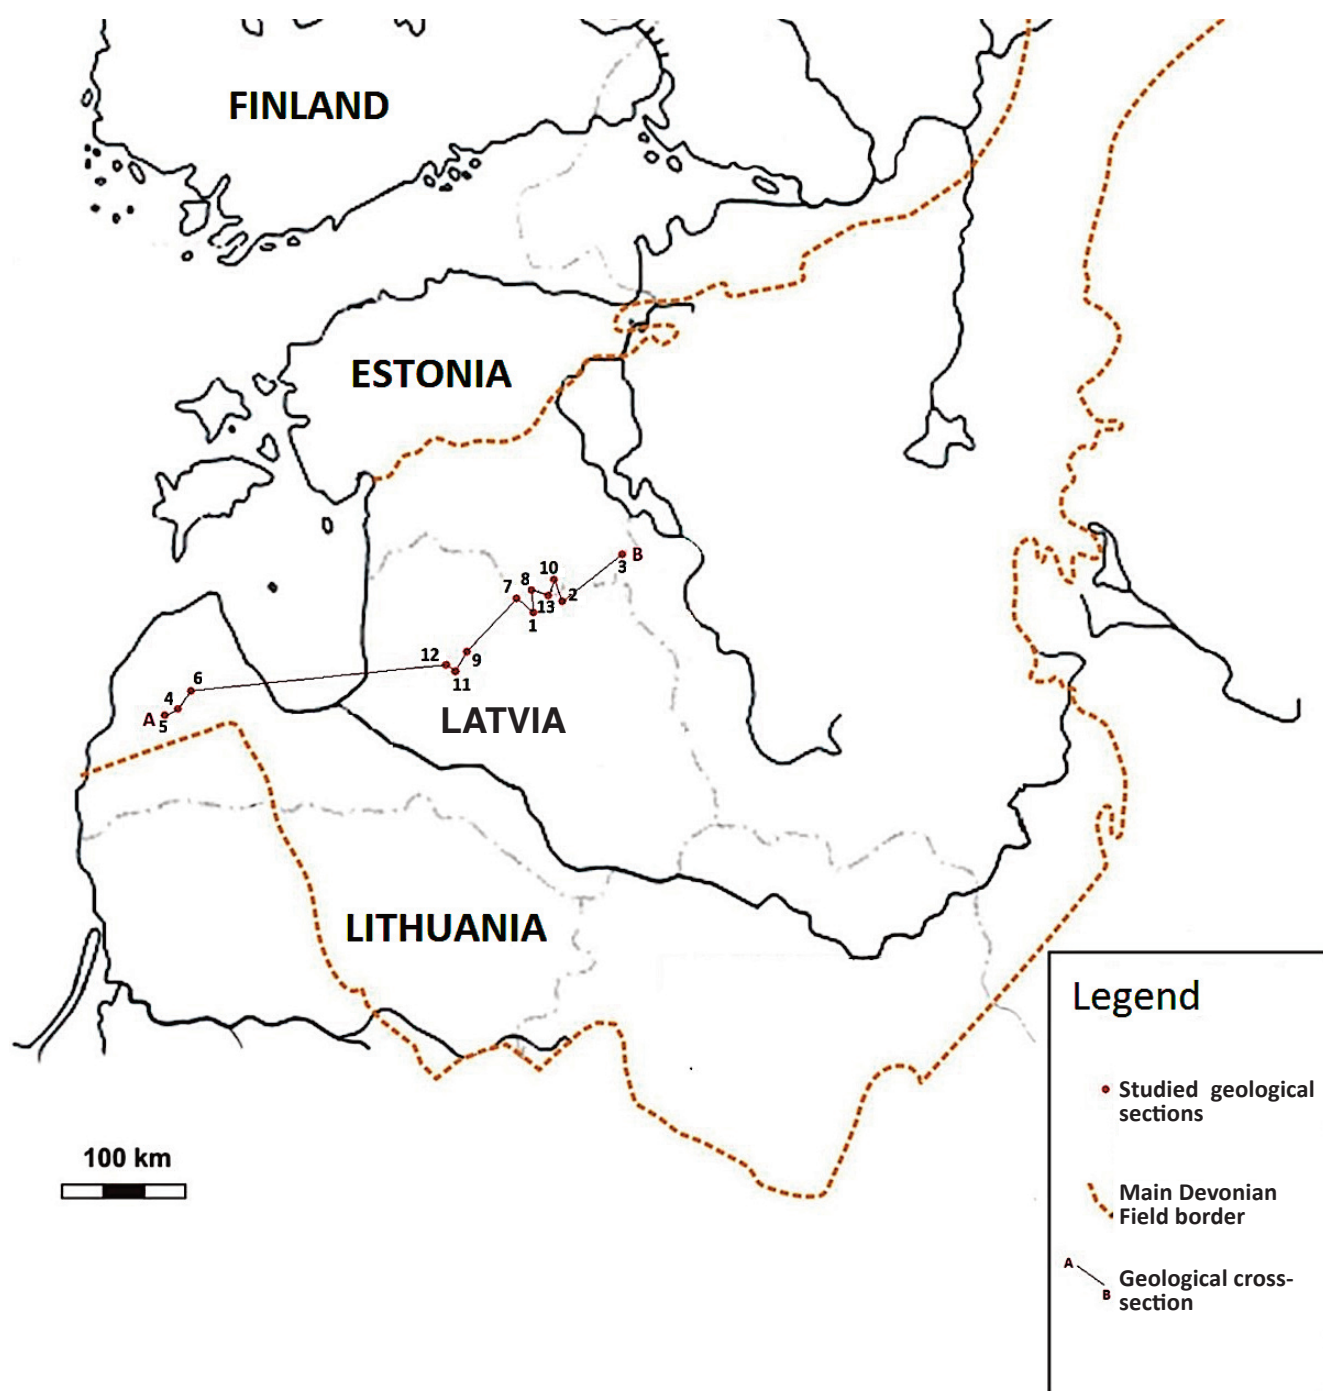 FINLAND
ESTONIA
10
B
8
3
7
2
13
1
12
9
6
11
4
A
5
LATVIA
LITHUANIA
Legend
Studied geological
sections
100 km
Main Devonian
Field border
A
Geological cross-
B
section